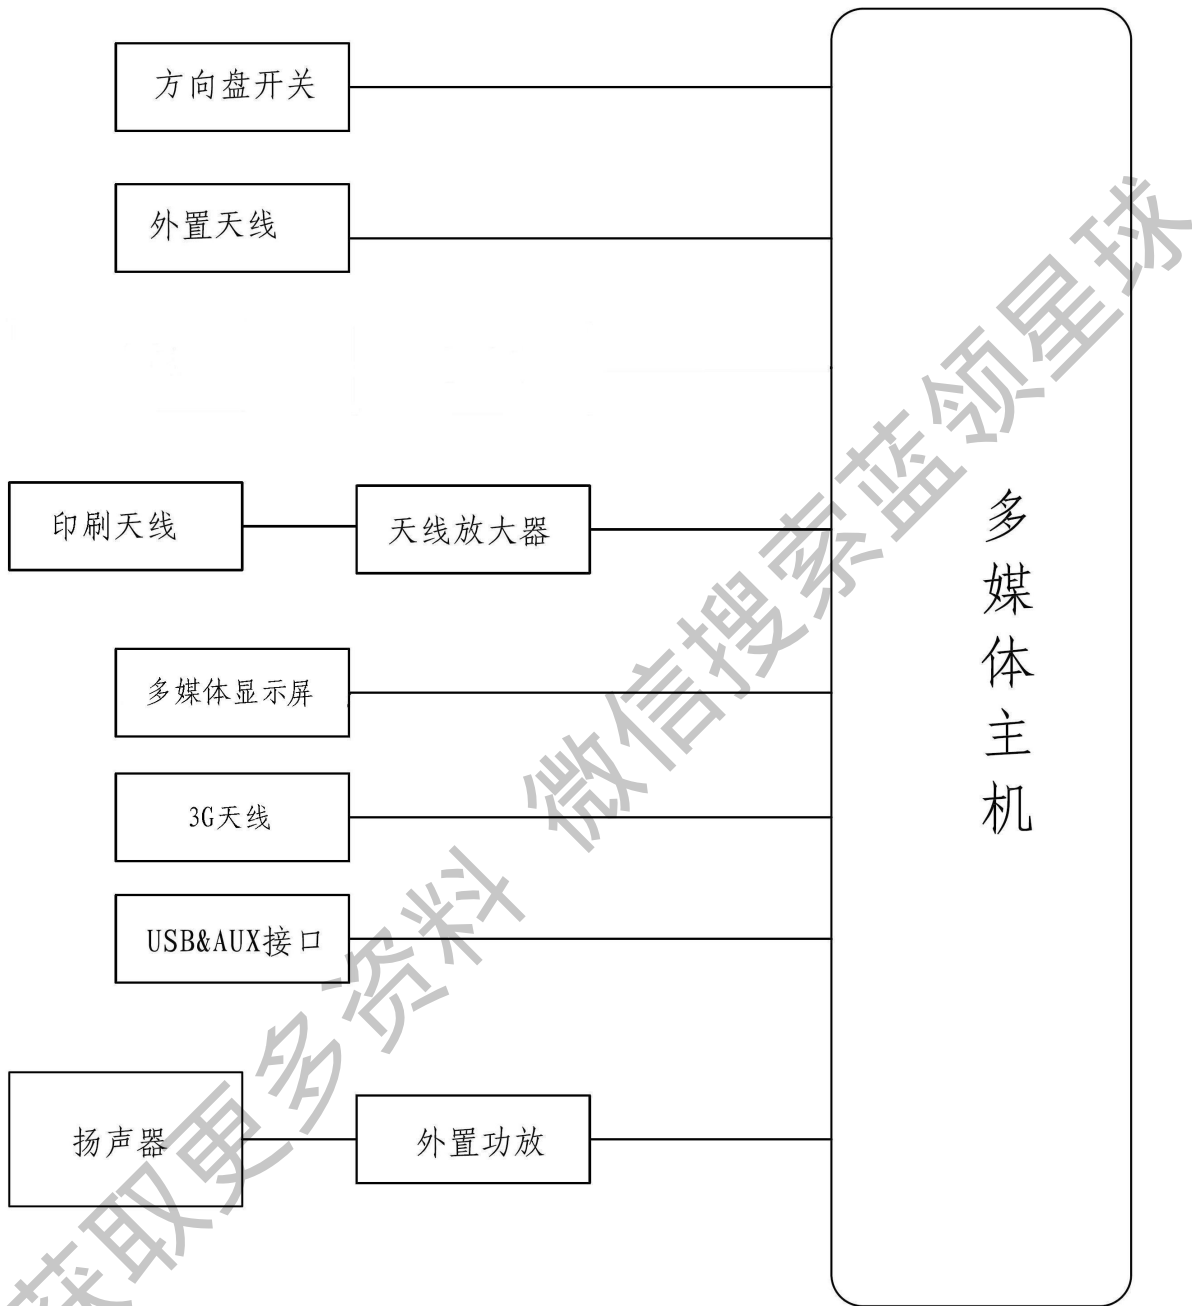 方向盘开关
外置天线
印刷天线
天线放大器
多媒体显示屏
3G天线
USB&AUX接口
扬声器
外置功放
多媒体主机
获取更多资料 微信搜索蓝领星球